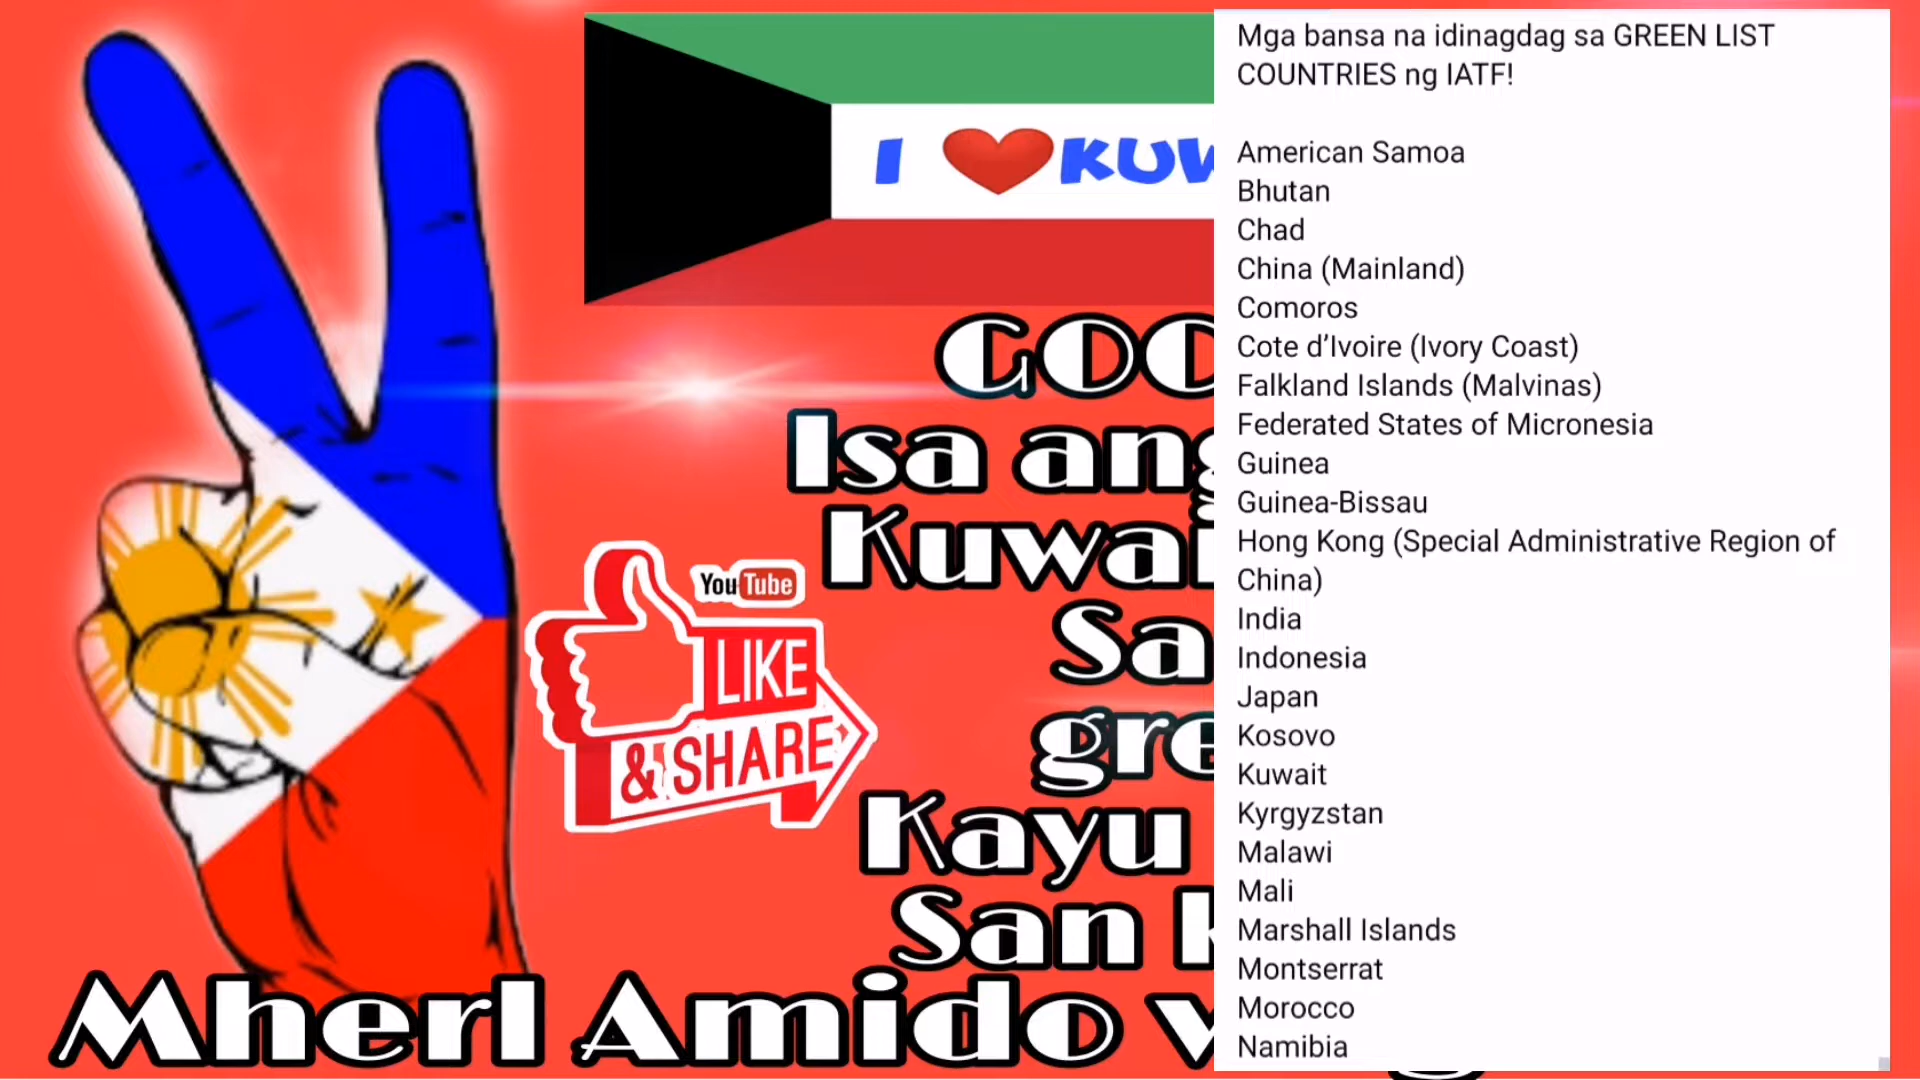 I ❤ KUW
GOO
Isa ang
Kuwai
Sa
gre
Kayu
San
YouTube
LIKE
& SHARE
Mherl Amido v
Mga bansa na idinagdag sa GREEN LIST
COUNTRIES ng IATF!
American Samoa
Bhutan
Chad
China (Mainland)
Comoros
Cote d’Ivoire (Ivory Coast)
Falkland Islands (Malvinas)
Federated States of Micronesia
Guinea
Guinea-Bissau
Hong Kong (Special Administrative Region of
China)
India
Indonesia
Japan
Kosovo
Kuwait
Kyrgyzstan
Malawi
Mali
Marshall Islands
Montserrat
Morocco
Namibia